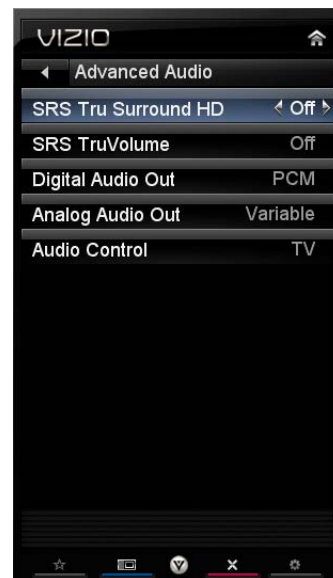 VIZIO
Advanced Audio
SRS Tru Surround HD Off
SRS TruVolume Off
Digital Audio Out PCM
Analog Audio Out Variable
Audio Control TV